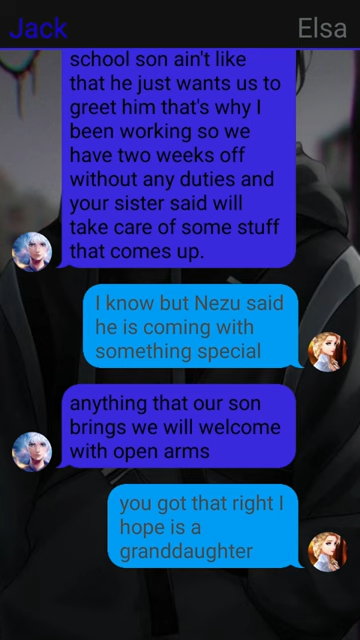 Jack Elsa
school son ain't like
that he just wants us to
greet him that's why I
been working so we
have two weeks off
without any duties and
your sister said will
take care of some stuff
that comes up.
I know but Nezu said
he is coming with
something special
anything that our son
brings we will welcome
with open arms
you got that right I
hope is a
granddaughter